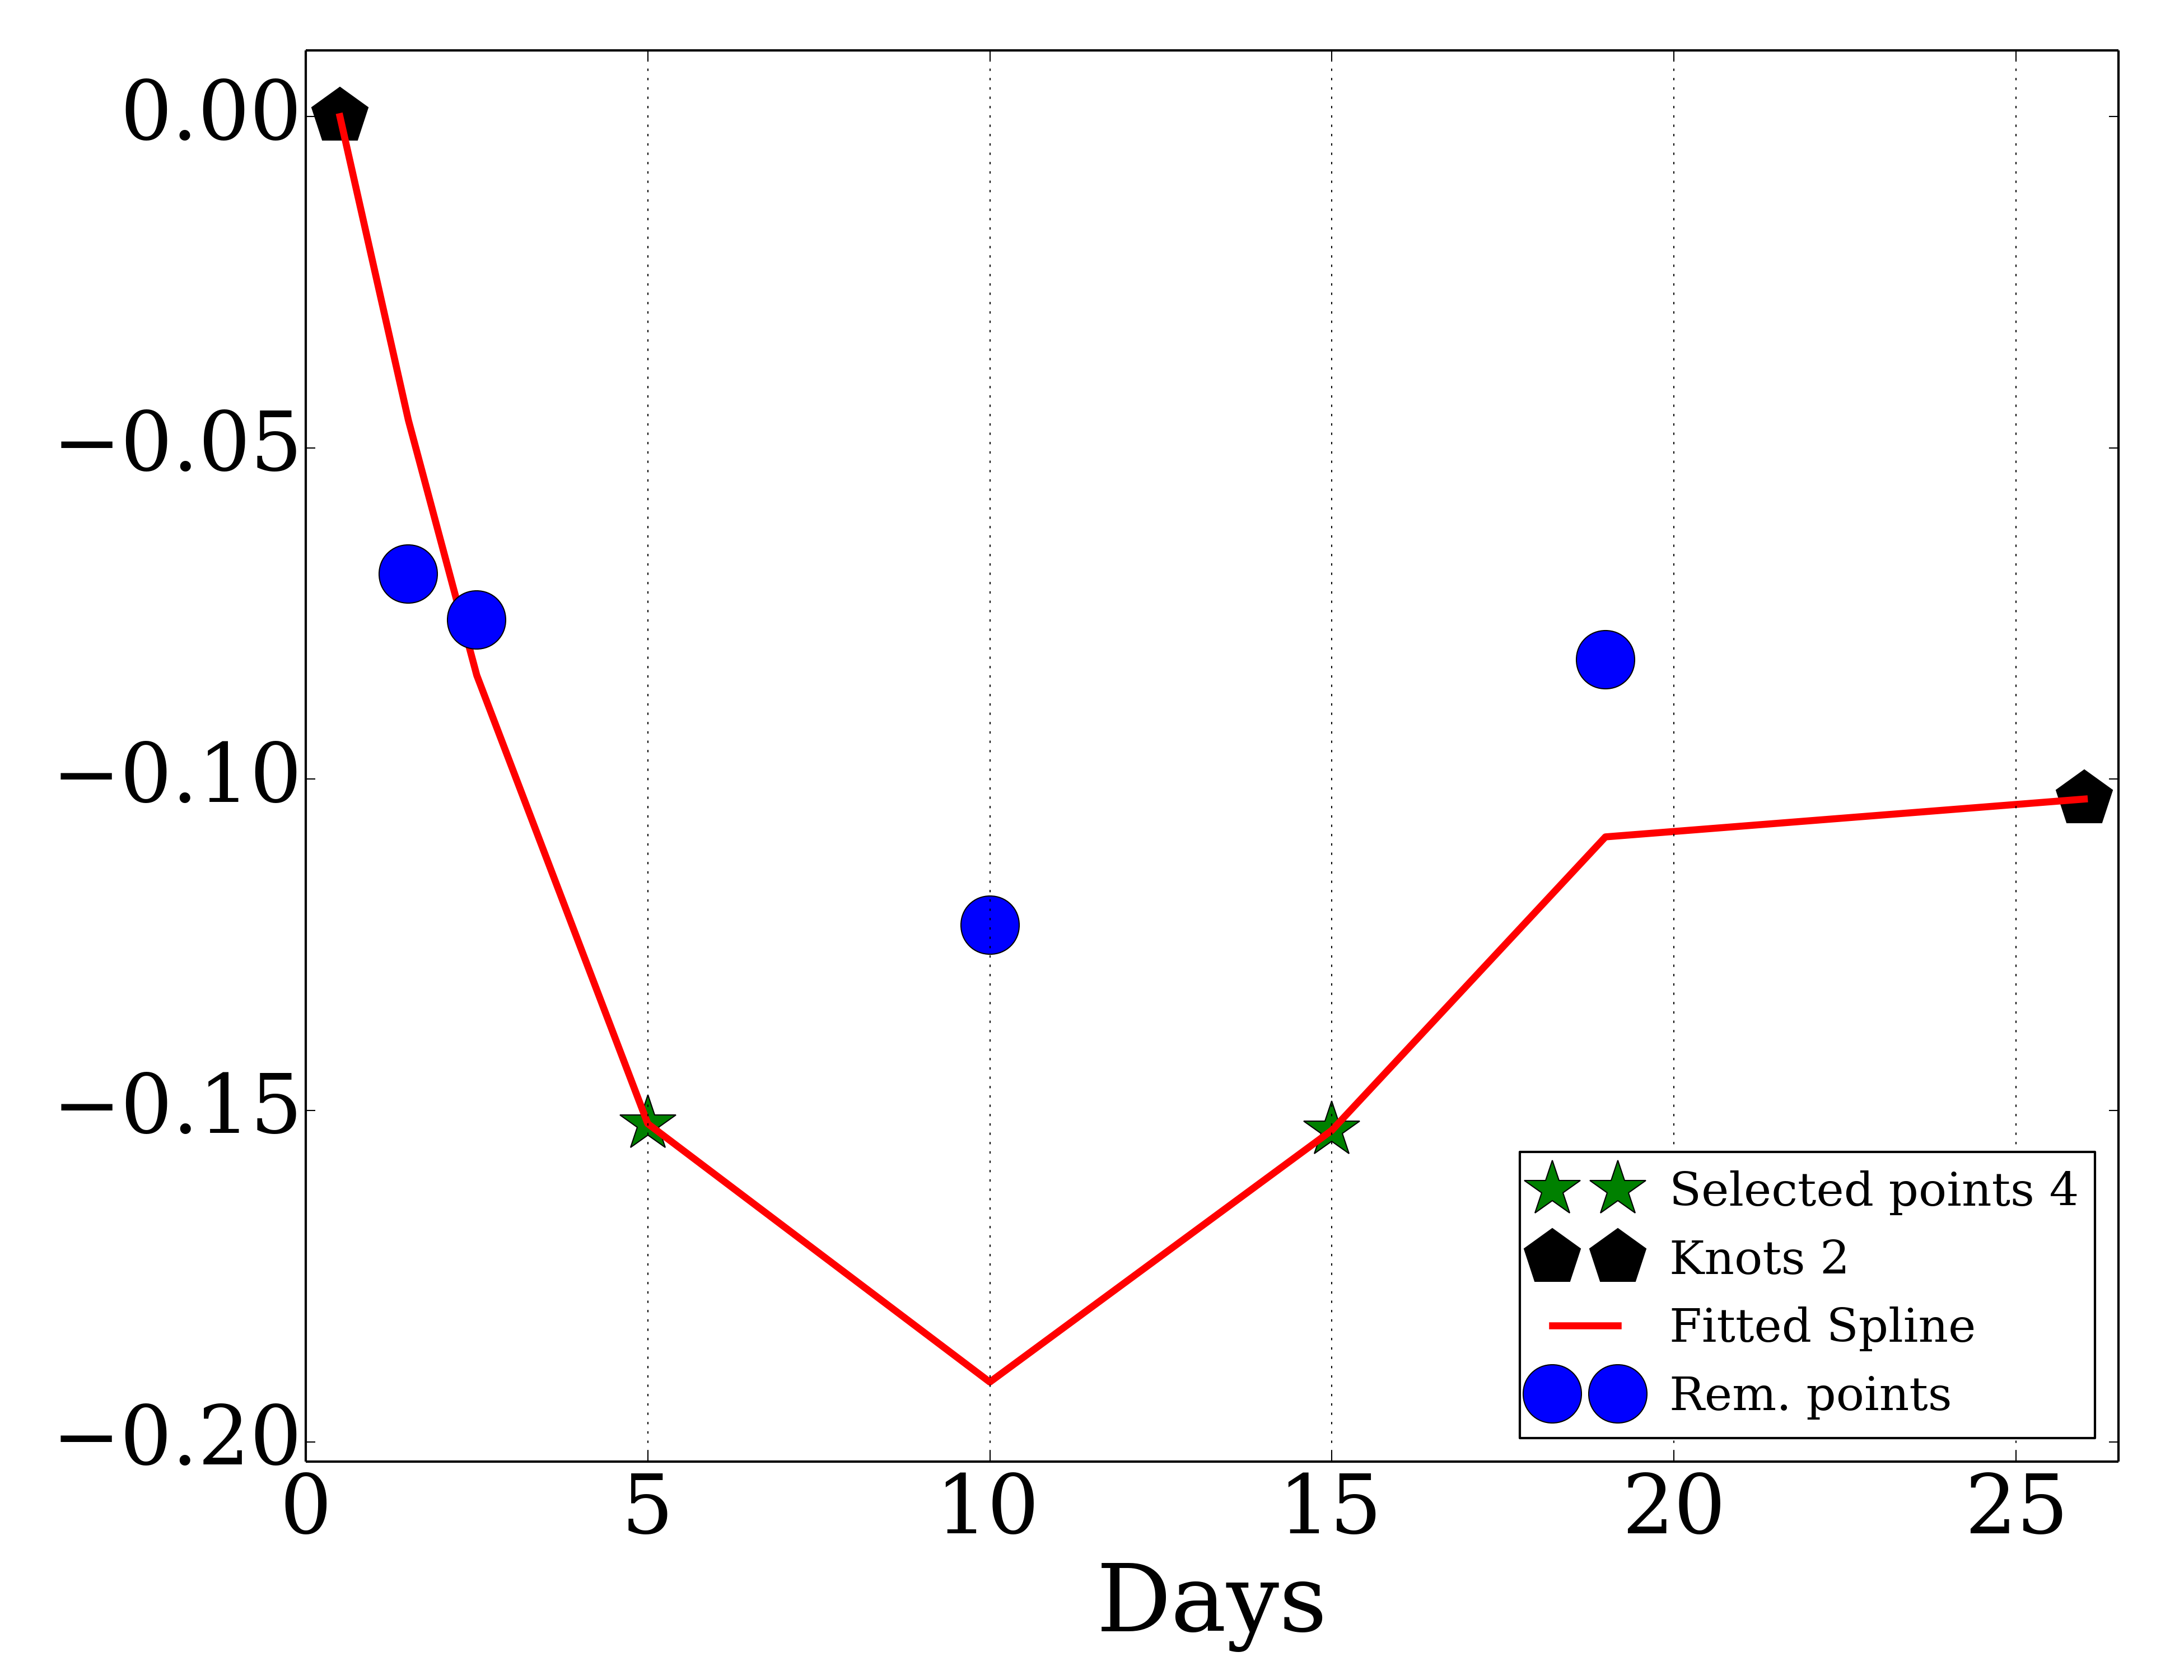 0.00
−0.05
−0.10
−0.15
−0.20
0 5 10 15 20 25
Days
Selected points 4
Knots 2
Fitted Spline
Rem. points